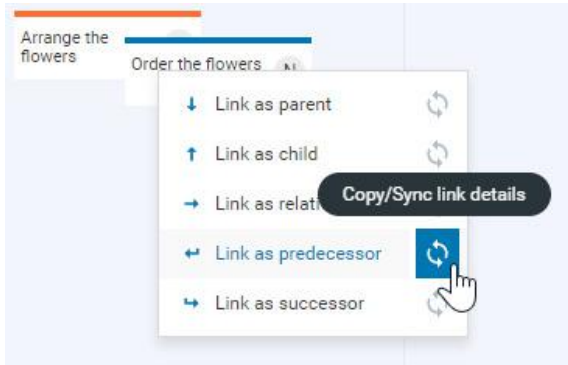 Arrange the
flowers
Order the flowers
Link as parent
Link as child
Link as relati
Copy/Sync link details
Link as predecessor
Link as successor